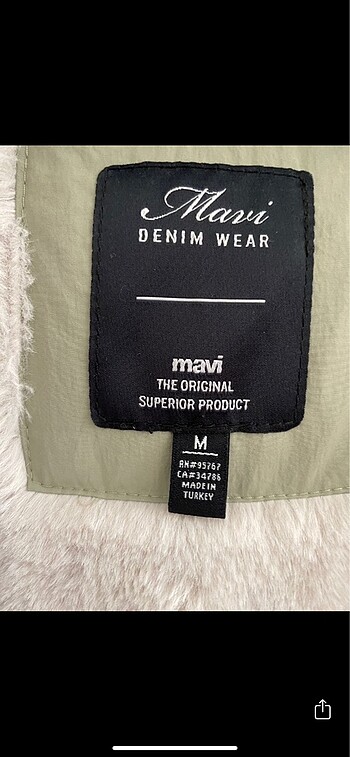 Mavi
DENIM WEAR
mavi
THE ORIGINAL
SUPERIOR PRODUCT
M
RN#95767
CA#34786
MADE IN
TURKEY